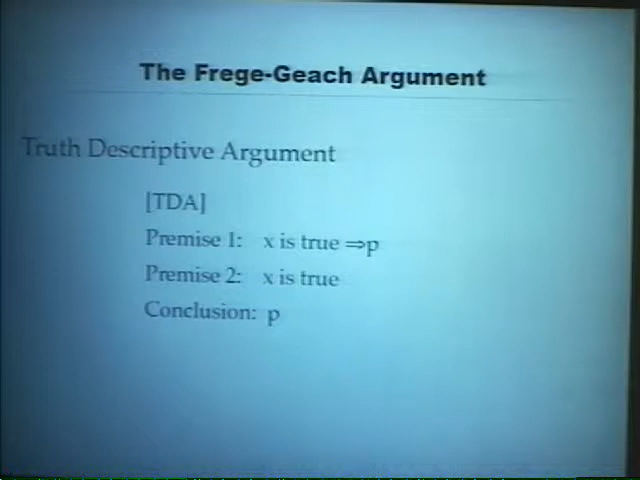 The Frege-Geach Argument
Truth Descriptive Argument
[TDA]
Premise 1: x is true ⇒p
Premise 2: x is true
Conclusion: p